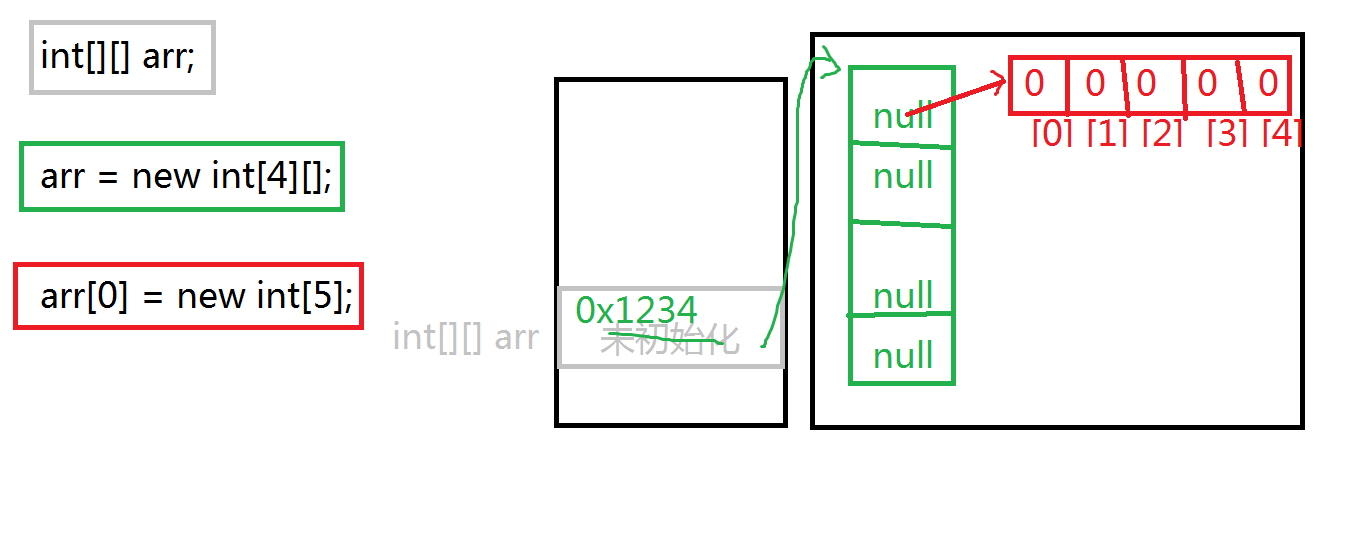 int[][] arr;
arr = new int[4][];
arr[0] = new int[5];
int[][] arr
0x1234
未初始化
null
null
null
null
0 0 0 0 0
[0] [1] [2] [3] [4]